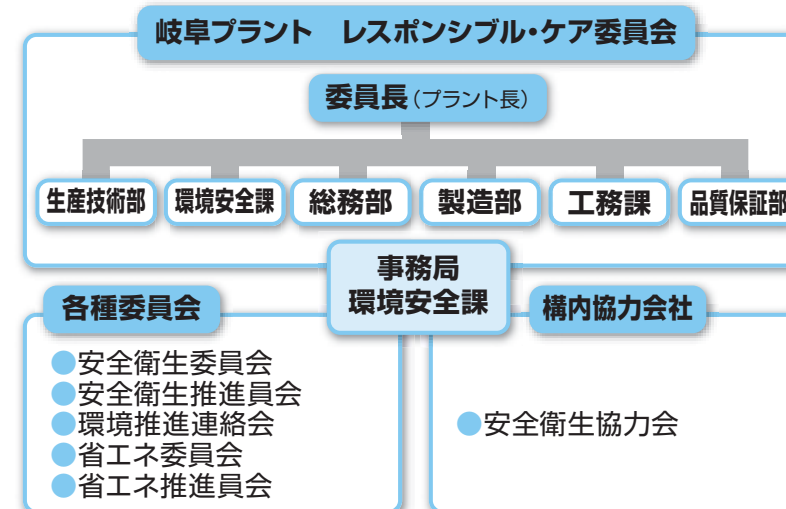 岐阜プラント　レスポンシブル・ケア委員会
委員長（プラント長）
生産技術部
環境安全課
総務部
製造部
工務課
品質保証部
事務局
環境安全課
各種委員会
●安全衛生委員会
●安全衛生推進員会
●環境推進連絡会
●省エネ委員会
●省エネ推進員会
構内協力会社
●安全衛生協力会